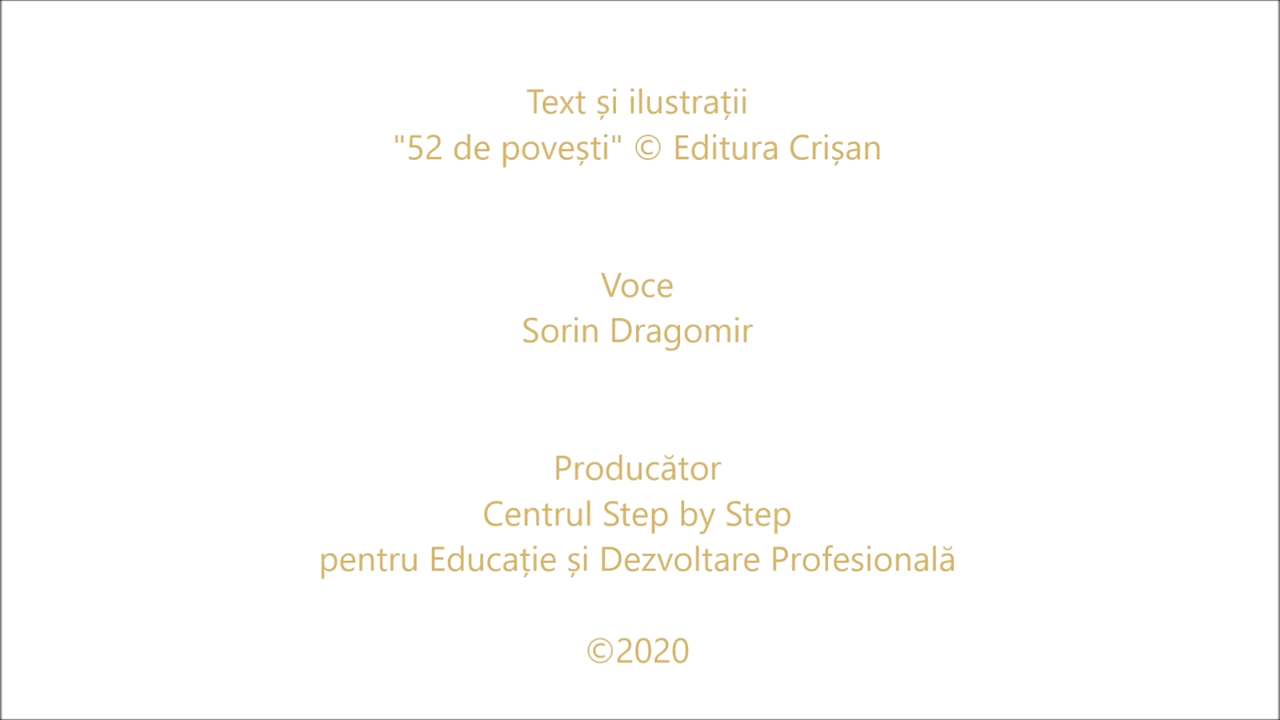 Text și ilustrații
"52 de povești" © Editura Crișan
Voce
Sorin Dragomir
Producător
Centrul Step by Step
pentru Educație și Dezvoltare Profesională
©2020